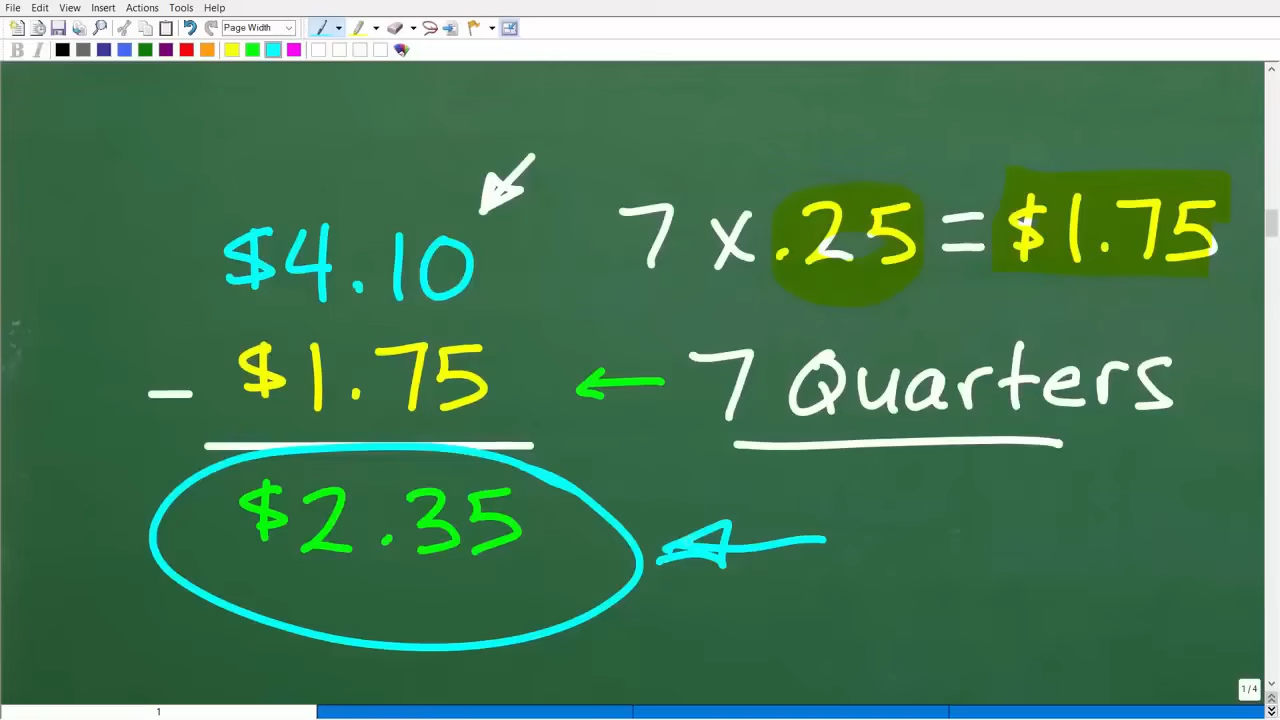 File Edit View Insert Actions Tools Help
Page Width
B I
$4.10
7 x .25 = $1.75
- $1.75
7 Quarters
$2.35
1/4
1